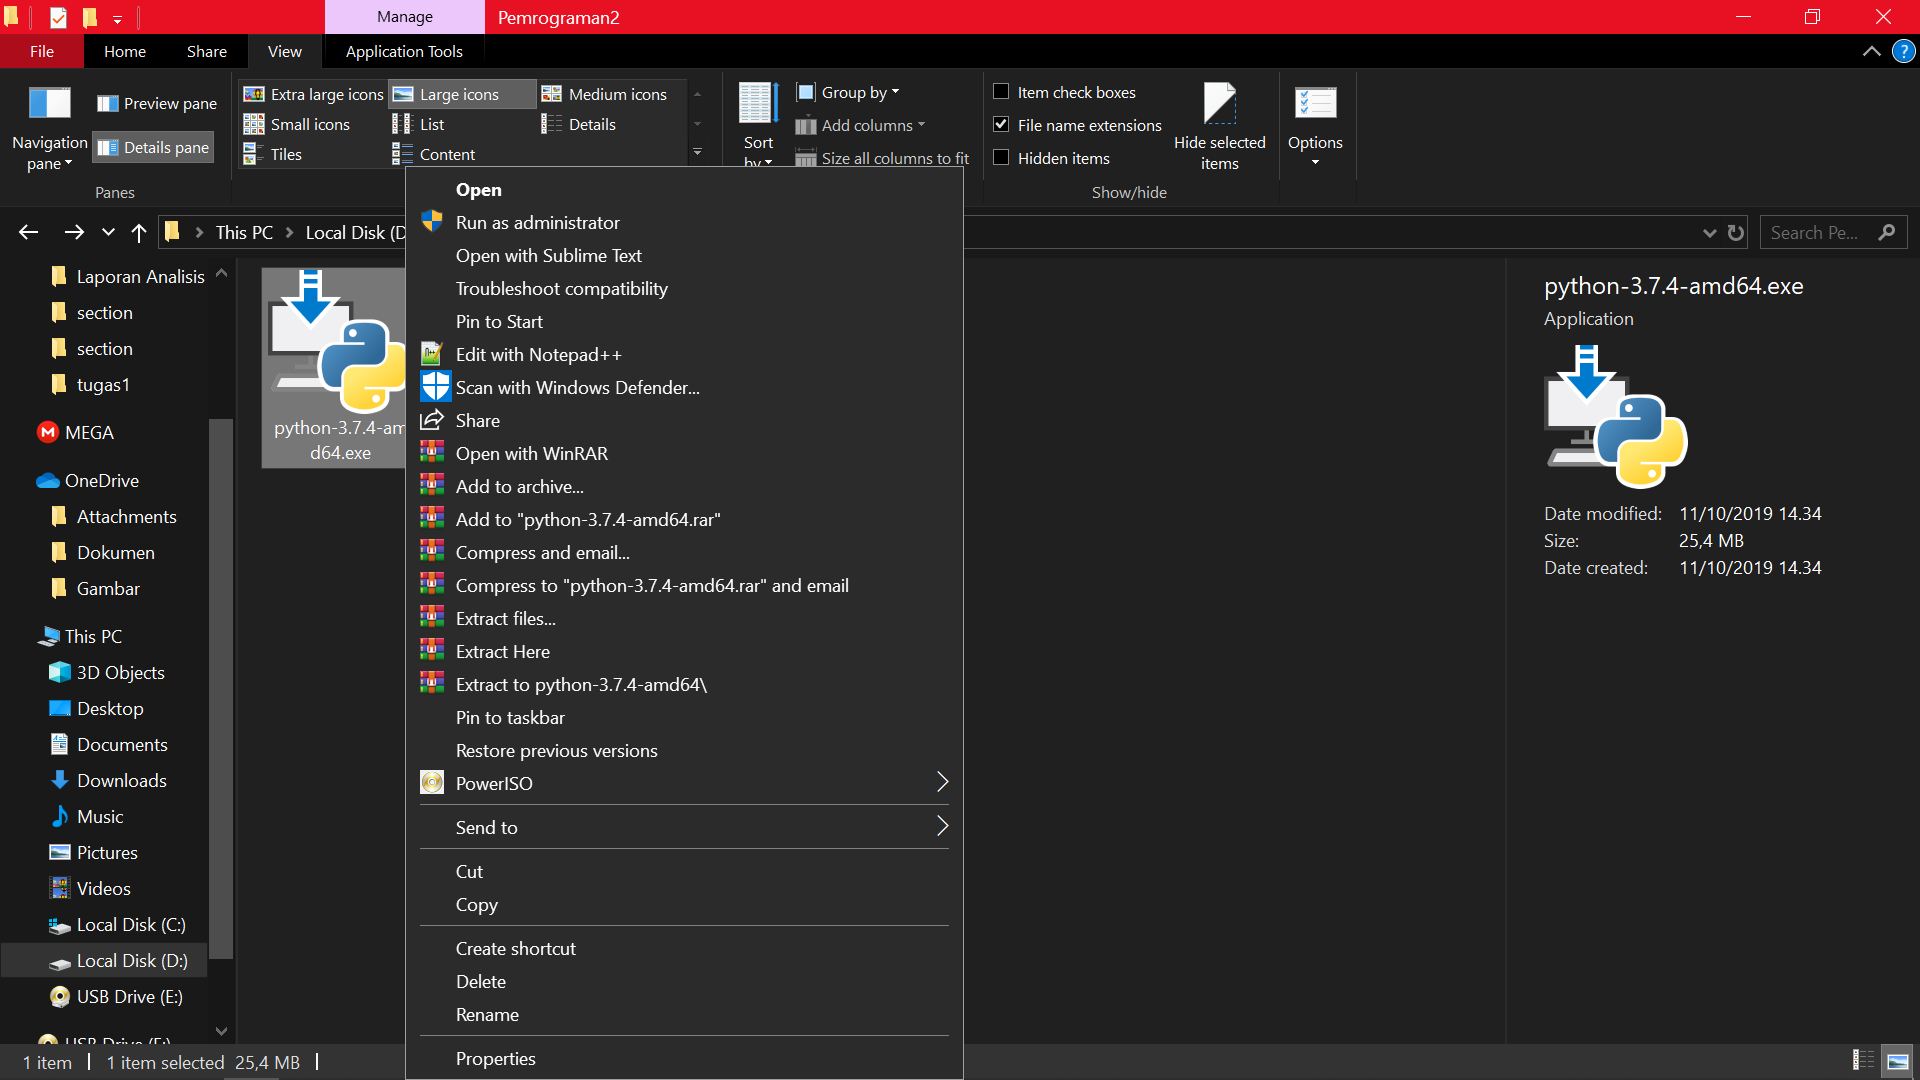 Manage
Pemrograman2
File
Home
Share
View
Application Tools
Navigation pane
Preview pane
Details pane
Panes
Extra large icons
Large icons
Medium icons
Small icons
List
Details
Tiles
Content
Sort by
Group by
Add columns
Size all columns to fit
Item check boxes
File name extensions
Hidden items
Hide selected items
Show/hide
Options
This PC
Local Disk (D
Search Pe...
Laporan Analisis
section
section
tugas1
MEGA
OneDrive
Attachments
Dokumen
Gambar
This PC
3D Objects
Desktop
Documents
Downloads
Music
Pictures
Videos
Local Disk (C:)
Local Disk (D:)
USB Drive (E:)
USB Drive (E:)
python-3.7.4-am
d64.exe
Open
Run as administrator
Open with Sublime Text
Troubleshoot compatibility
Pin to Start
Edit with Notepad++
Scan with Windows Defender...
Share
Open with WinRAR
Add to archive...
Add to "python-3.7.4-amd64.rar"
Compress and email...
Compress to "python-3.7.4-amd64.rar" and email
Extract files...
Extract Here
Extract to python-3.7.4-amd64\
Pin to taskbar
Restore previous versions
PowerISO
Send to
Cut
Copy
Create shortcut
Delete
Rename
Properties
python-3.7.4-amd64.exe
Application
Date modified: 11/10/2019 14.34
Size: 25,4 MB
Date created: 11/10/2019 14.34
1 item
1 item selected 25,4 MB